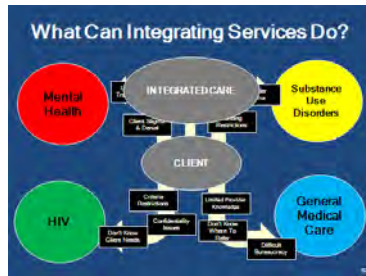 What Can Integrating Services Do?
INTEGRATED CARE
Mental
Health
Substance
Use
Disorders
Client Stigma
& Denial
Restrictions
CLIENT
Criteria
Restrictions
Limited Provider
Knowledge
HIV
Confidentiality
Issues
General
Medical
Care
Don't Know
Client Needs
Don't Know
Where To
Refer
Difficult
Bureaucracy